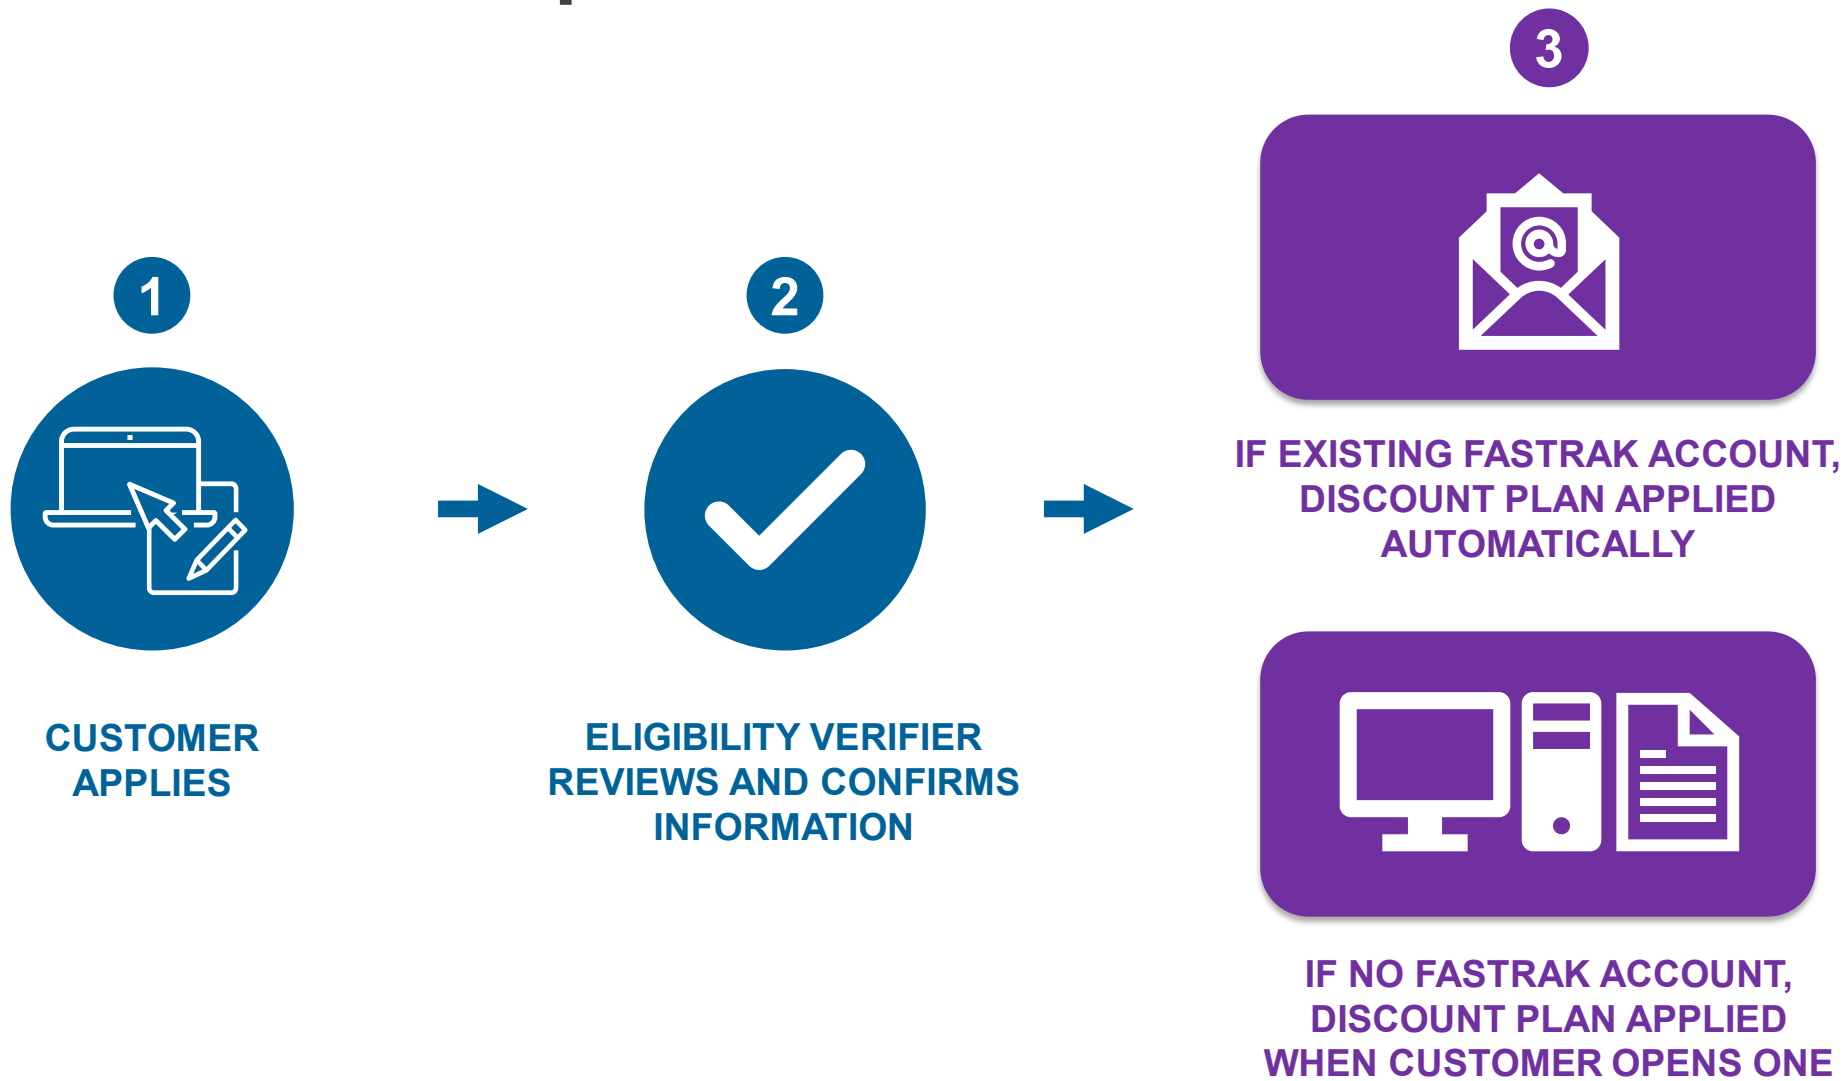 1
CUSTOMER
APPLIES
2
ELIGIBILITY VERIFIER
REVIEWS AND CONFIRMS
INFORMATION
3
@
IF EXISTING FASTRAK ACCOUNT,
DISCOUNT PLAN APPLIED
AUTOMATICALLY
IF NO FASTRAK ACCOUNT,
DISCOUNT PLAN APPLIED
WHEN CUSTOMER OPENS ONE